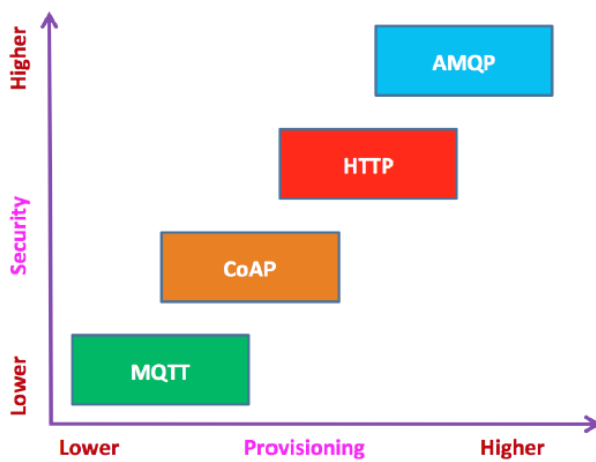 Higher
AMQP
HTTP
Security
CoAP
MQTT
Lower
Lower Provisioning Higher